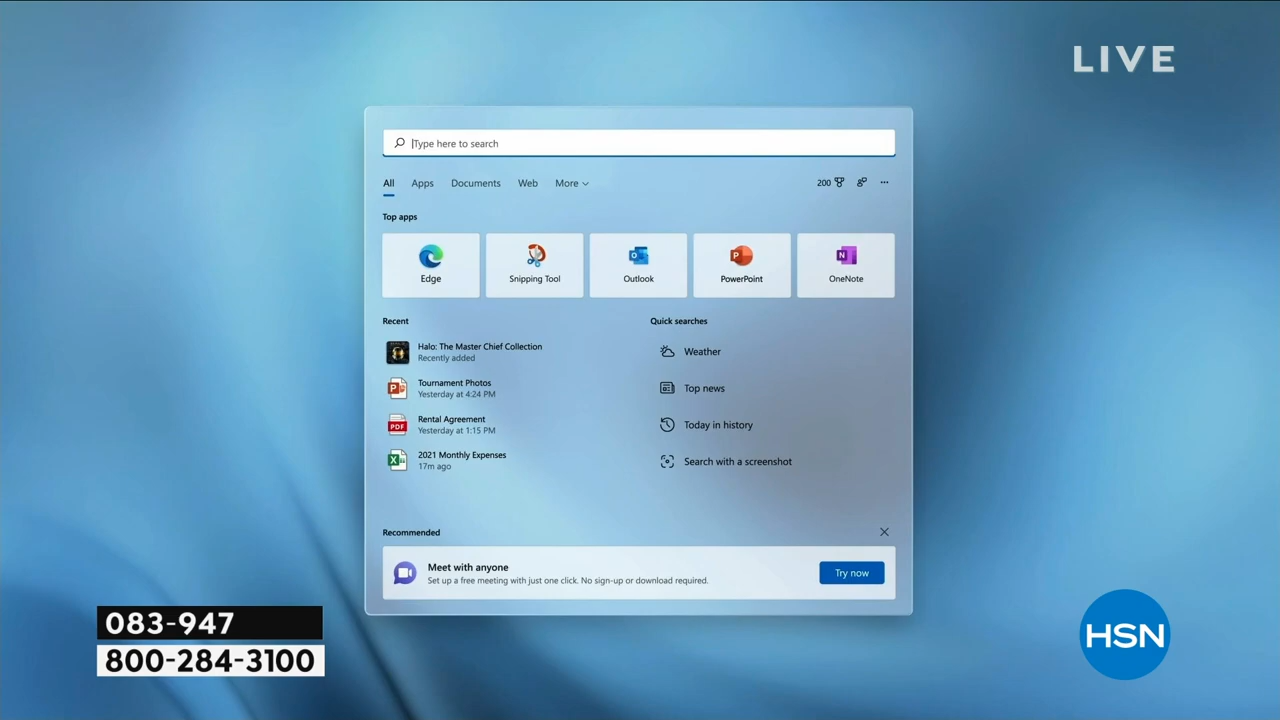 LIVE
Type here to search
All Apps Documents Web More 200
Top apps
Edge Snipping Tool Outlook PowerPoint OneNote
Recent
Halo: The Master Chief Collection
Recently added
Tournament Photos
Yesterday at 4:24 PM
PDF
Rental Agreement
Yesterday at 1:15 PM
2021 Monthly Expenses
17m ago
Quick searches
Weather
Top news
Today in history
Search with a screenshot
Recommended
Meet with anyone
Set up a free meeting with just one click. No sign-up or download required.
Try now
083-947
800-284-3100
HSN